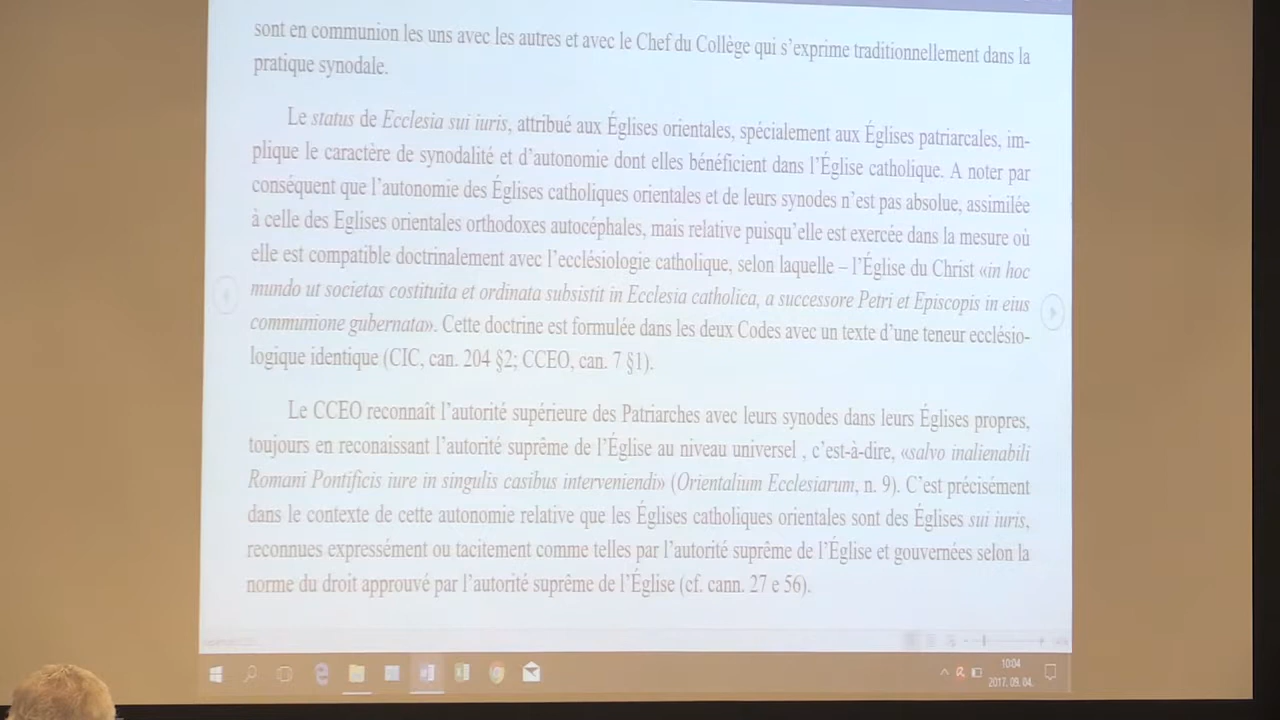 sont en communion les uns avec les autres et avec le Chef du Collège qui s'exprime traditionnellement dans la
pratique synodale.
Le status de Ecclesia sui iuris, attribué aux Églises orientales, spécialement aux Églises patriarcales, im-
plique le caractère de synodalité et d'autonomie dont elles bénéficient dans l'Église catholique. A noter par
conséquent que l'autonomie des Églises catholiques orientales et de leurs synodes n'est pas absolue, assimilée
à celle des Eglises orientales orthodoxes autocéphales, mais relative puisqu'elle est exercée dans la mesure où
elle est compatible doctrinalement avec l'ecclésiologie catholique, selon laquelle – l'Église du Christ «in hoc
mundo ut societas costituita et ordinata subsistit in Ecclesia catholica, a successore Petri et Episcopis in eius
communione gubernata». Cette doctrine est formulée dans les deux Codes avec un texte d'une teneur ecclésio-
logique identique (CIC, can. 204 §2; CCEO, can. 7 §1).
Le CCEO reconnaît l'autorité supérieure des Patriarches avec leurs synodes dans leurs Églises propres,
toujours en reconaissant l'autorité suprême de l'Église au niveau universel , c'est-à-dire, «salvo inalienabili
Romani Pontificis iure in singulis casibus interveniendi» (Orientalium Ecclesiarum, n. 9). C'est précisément
dans le contexte de cette autonomie relative que les Églises catholiques orientales sont des Églises sui iuris,
reconnues expressément ou tacitement comme telles par l'autorité suprême de l'Église et gouvernées selon la
norme du droit approuvé par l'autorité suprême de l'Église (cf. cann. 27 e 56).
10:04
2017. 09. 04.